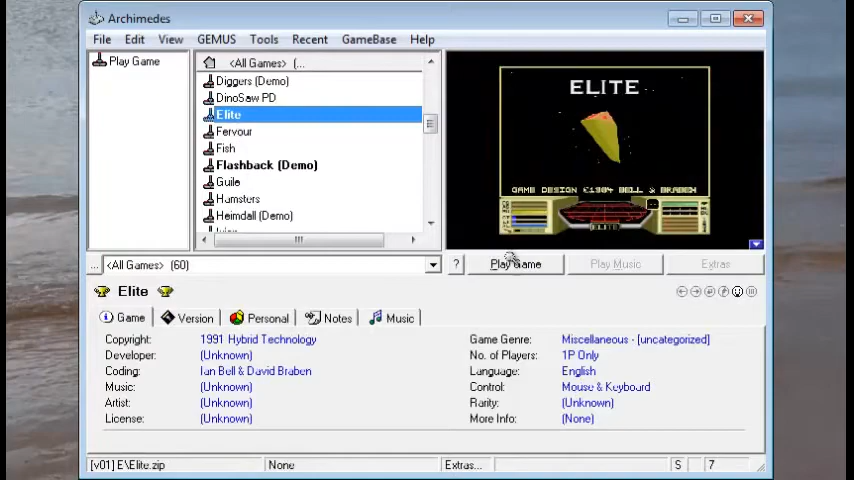 Archimedes
File Edit View GEMUS Tools Recent GameBase Help
Play Game
<All Games> (...
Diggers (Demo)
DinoSaw PD
Elite
Fervour
Fish
Flashback (Demo)
Guile
Hamsters
Heimdall (Demo)
ELITE
GAME DESIGN ©1984 BELL & BRABEN
ELITE
... <All Games> (60)
? Play Game Play Music Extras
Elite
Game Version Personal Notes Music
Copyright: 1991 Hybrid Technology
Developer: (Unknown)
Coding: Ian Bell & David Braben
Music: (Unknown)
Artist: (Unknown)
License: (Unknown)
Game Genre: Miscellaneous - [uncategorized]
No. of Players: 1P Only
Language: English
Control: Mouse & Keyboard
Rarity: (Unknown)
More Info: (None)
[v01] E\Elite.zip None Extras... S 7